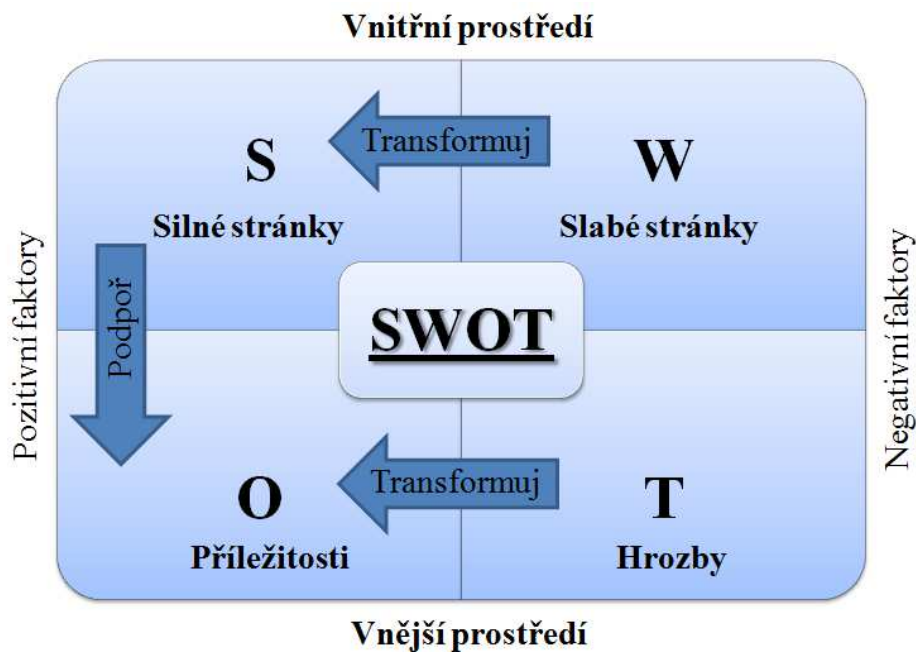 Vnitřní prostředí
Transformuj
S
W
Silné stránky
Slabé stránky
Pozitivní faktory
Podpoř
SWOT
Negativní faktory
Transformuj
O
T
Příležitosti
Hrozby
Vnější prostředí